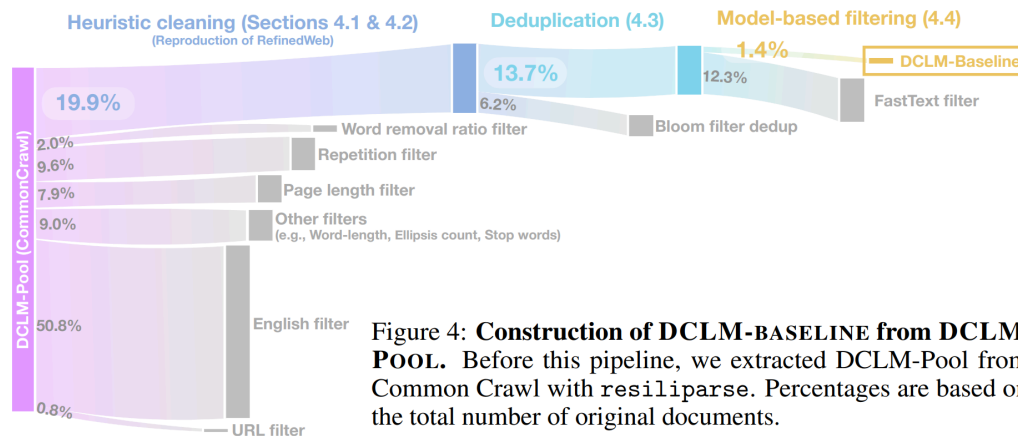 Heuristic cleaning (Sections 4.1 & 4.2)
(Reproduction of RefinedWeb)
Deduplication (4.3)
Model-based filtering (4.4)
DCLM-Pool (CommonCrawl)
19.9%
13.7%
6.2%
1.4%
12.3%
DCLM-Baseline
FastText filter
Bloom filter dedup
2.0%
Word removal ratio filter
9.6%
Repetition filter
7.9%
Page length filter
9.0%
Other filters
(e.g., Word-length, Ellipsis count, Stop words)
50.8%
English filter
0.8%
URL filter
Figure 4: Construction of DCLM-BASELINE from DCLM
POOL. Before this pipeline, we extracted DCLM-Pool from
Common Crawl with resiliparse. Percentages are based on
the total number of original documents.